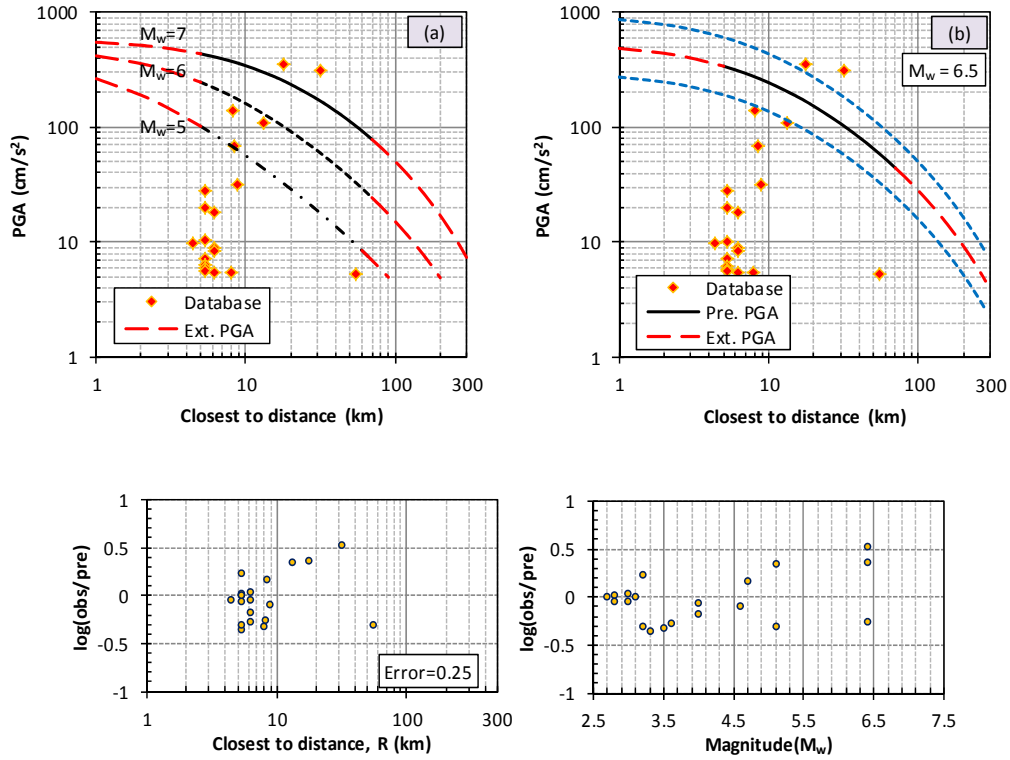 1000
100
10
1
PGA (cm/s²)
(a)
Mw=7
Mw=6
Mw=5
Database
Ext. PGA
1 10 100 300
Closest to distance (km)
1000
100
10
1
PGA (cm/s²)
(b)
Mw = 6.5
Database
Pre. PGA
Ext. PGA
1 10 100 300
Closest to distance (km)
1
0.5
0
-0.5
-1
log(obs/pre)
Error=0.25
1 10 100 300
Closest to distance, R (km)
1
0.5
0
-0.5
-1
log(obs/pre)
2.5 3.5 4.5 5.5 6.5 7.5
Magnitude(Mw)